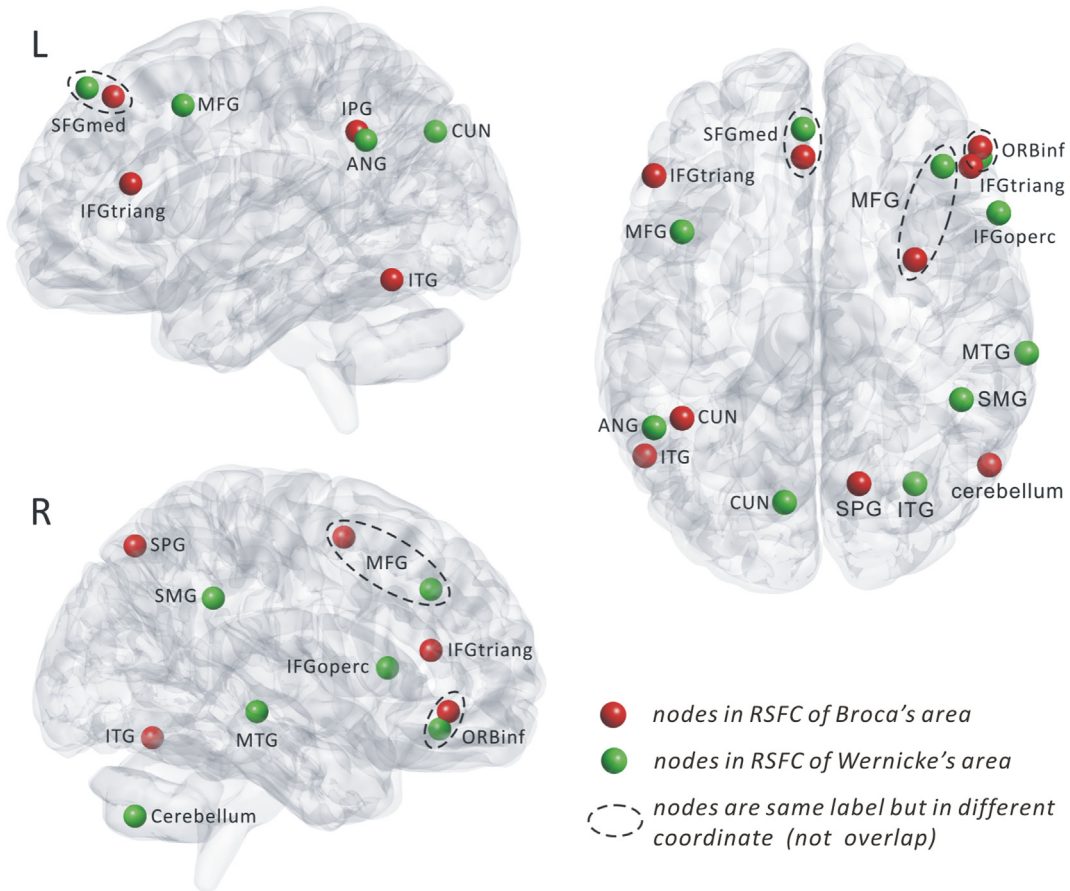 L
SFGmed
MFG
IPG
ANG
CUN
IFGtriang
ITG
SFGmed
IFGtriang
MFG
ORBinf
IFGtriang
MFG
IFGoperc
MTG
SMG
ANG
CUN
ITG
CUN
SPG
ITG
cerebellum
R
SPG
MFG
SMG
IFGtriang
IFGoperc
ITG
MTG
ORBinf
Cerebellum
nodes in RSFC of Broca's area
nodes in RSFC of Wernicke's area
nodes are same label but in different
coordinate (not overlap)